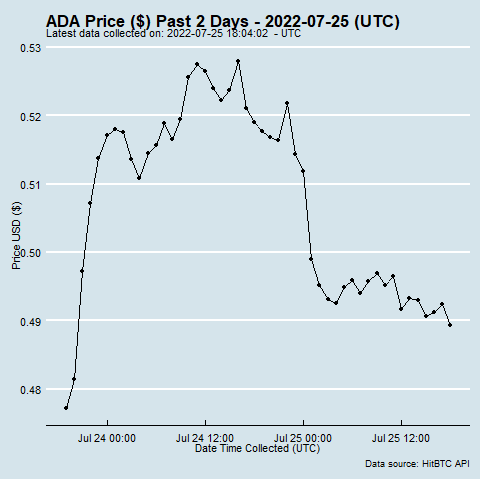 ADA Price ($) Past 2 Days - 2022-07-25 (UTC)
Latest data collected on: 2022-07-25 18:04:02 - UTC
0.53
0.52
0.51
0.50
0.49
0.48
Price USD ($)
Jul 24 00:00 Jul 24 12:00 Jul 25 00:00 Jul 25 12:00
Date Time Collected (UTC)
Data source: HitBTC API